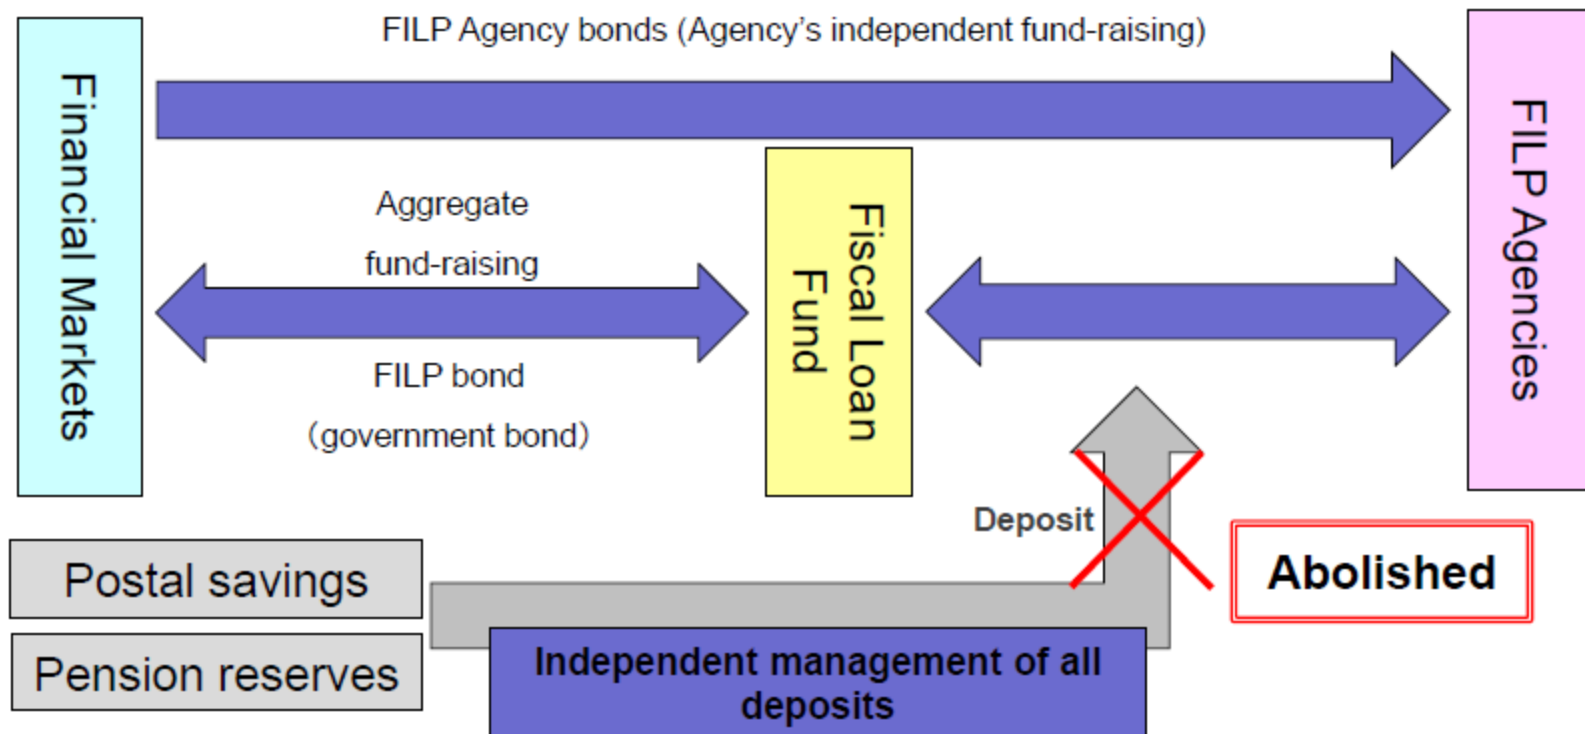 FILP Agency bonds (Agency's independent fund-raising)
Financial Markets
Aggregate
fund-raising
FILP bond
（government bond）
Fiscal Loan
Fund
FILP Agencies
Deposit
Abolished
Postal savings
Pension reserves
Independent management of all
deposits